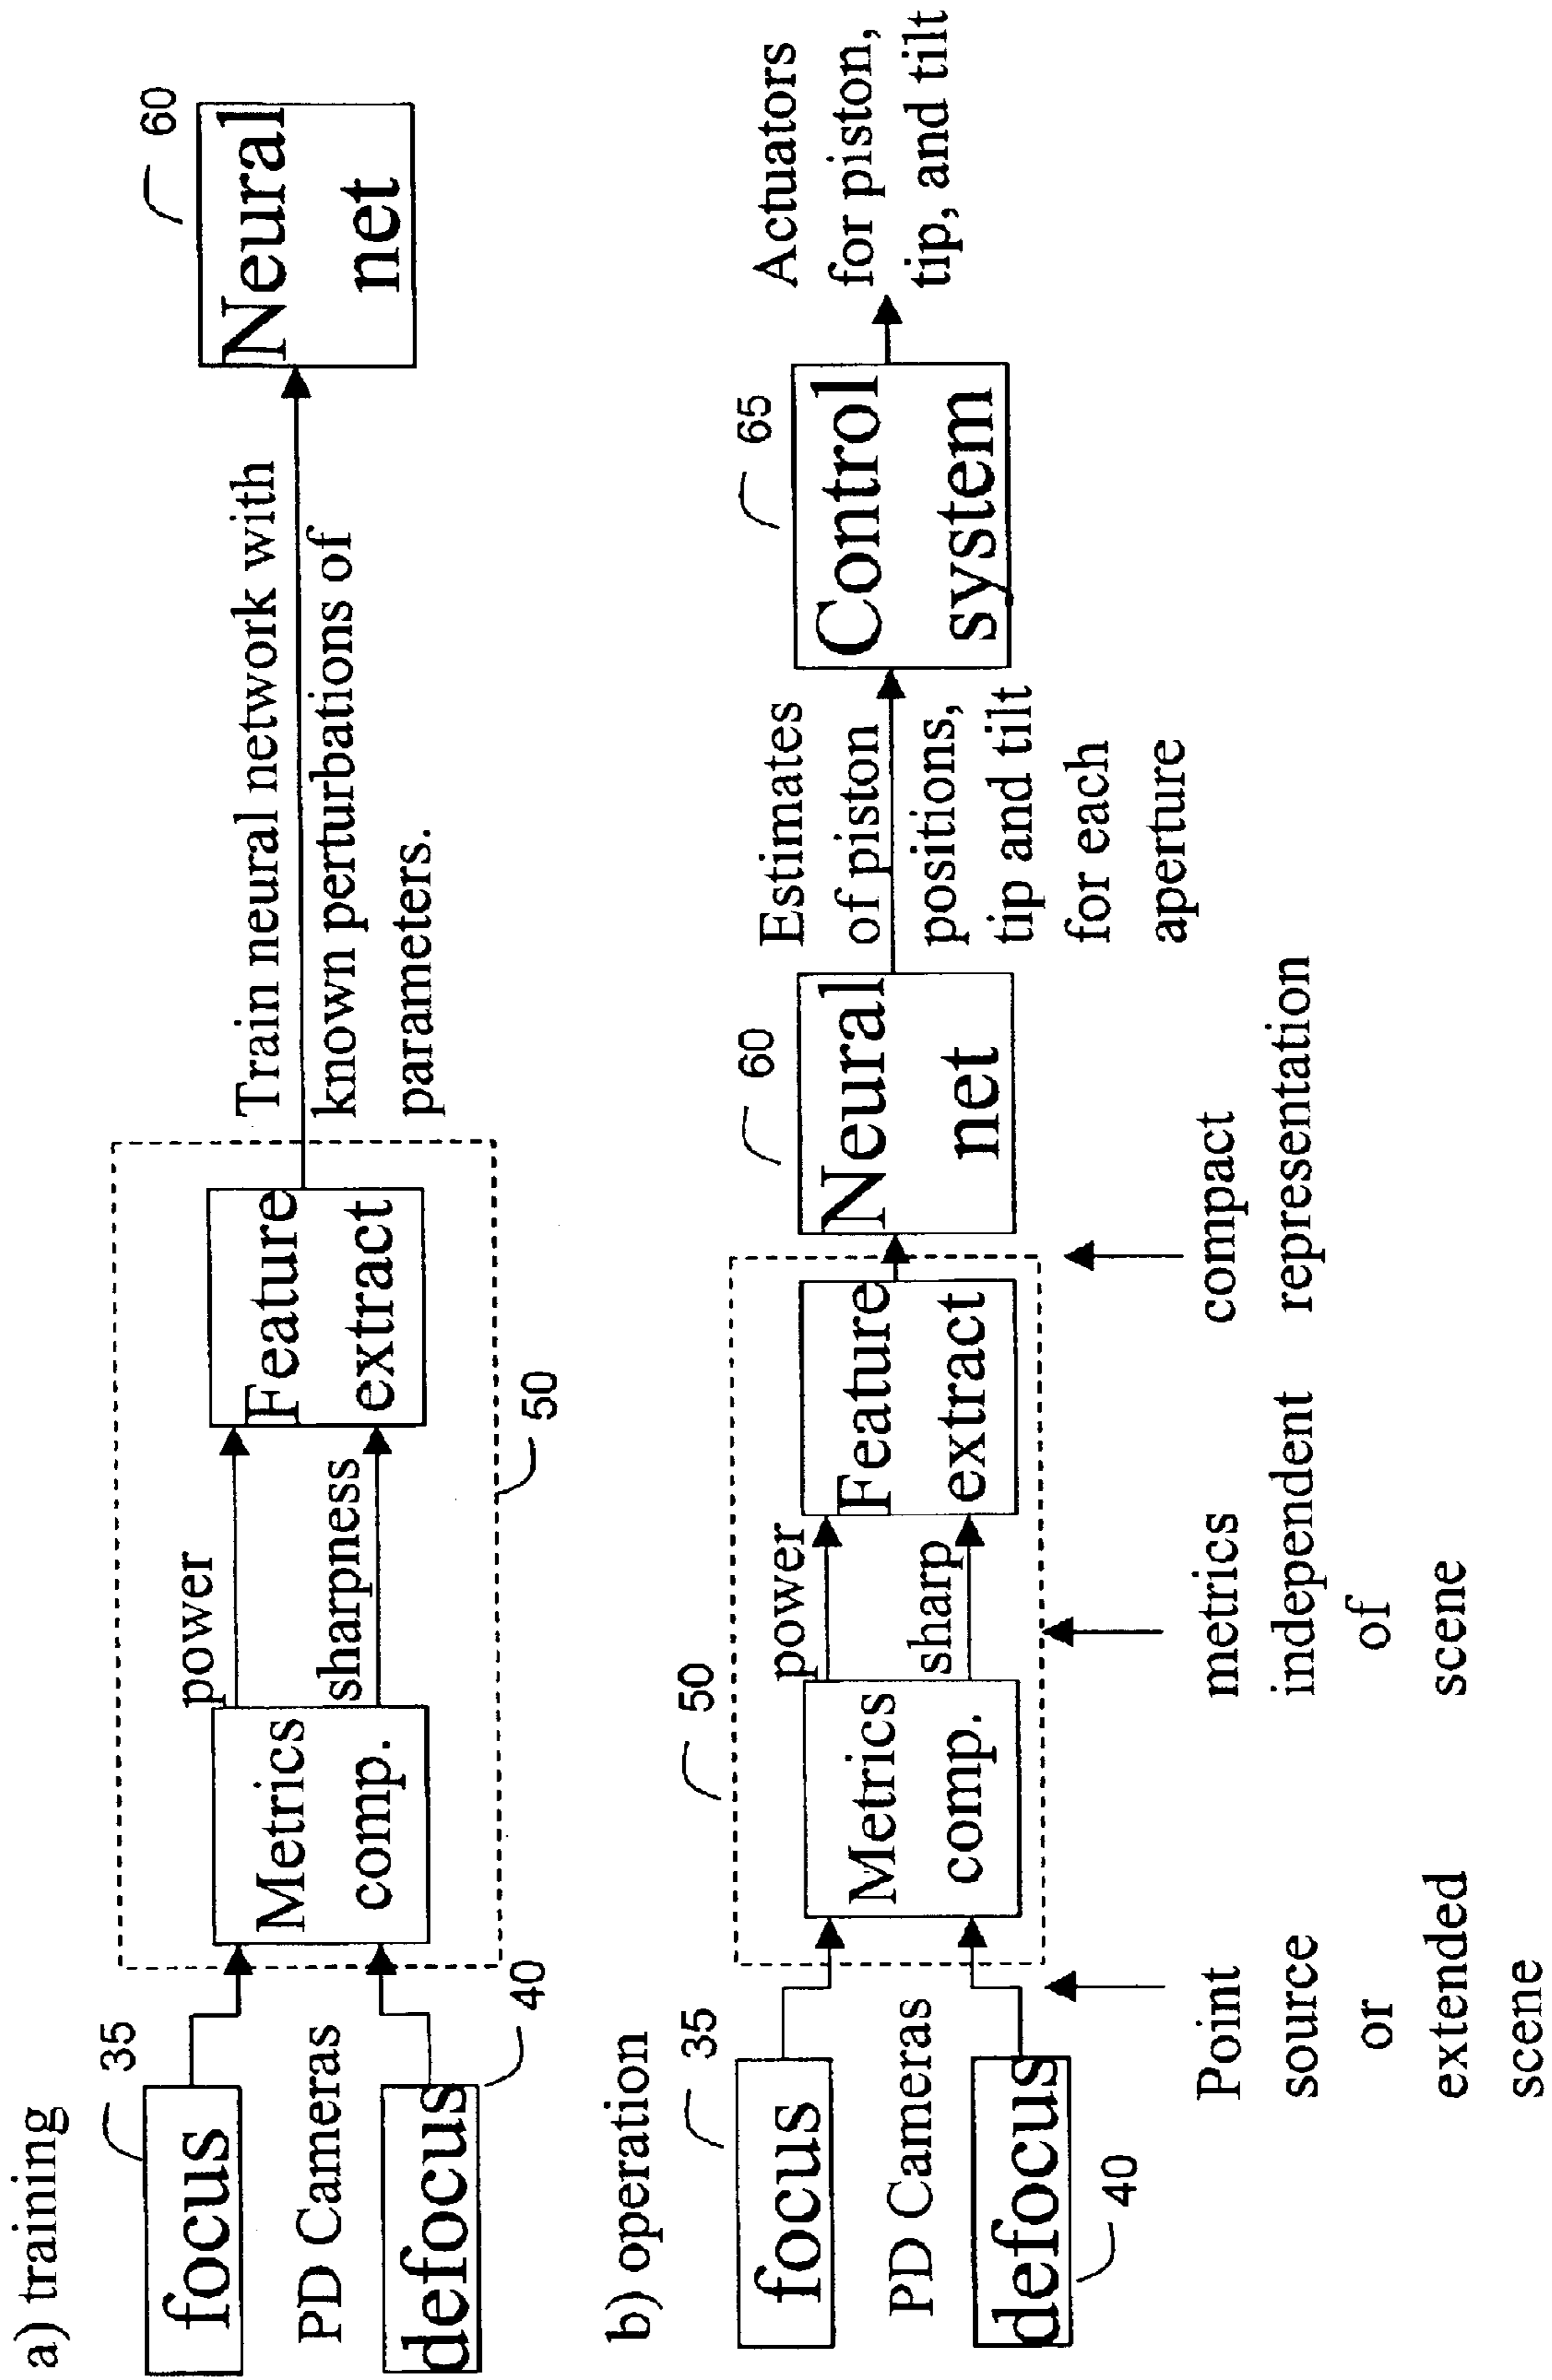 a) training
35
focus
PD Cameras
defocus
40
Metrics
comp.
power
sharpness
Feature
extract
50
Train neural network with
known perturbations of
parameters.
Neural
net
60
b) operation
35
focus
PD Cameras
defocus
40
50
Metrics
comp.
power
sharp
Feature
extract
60
Neural
net
Estimates
of piston
positions,
tip and tilt
for each
aperture
65
Control
system
Actuators
for piston,
tip, and tilt
Point
source
or
extended
scene
metrics
independent
of
scene
compact
representation